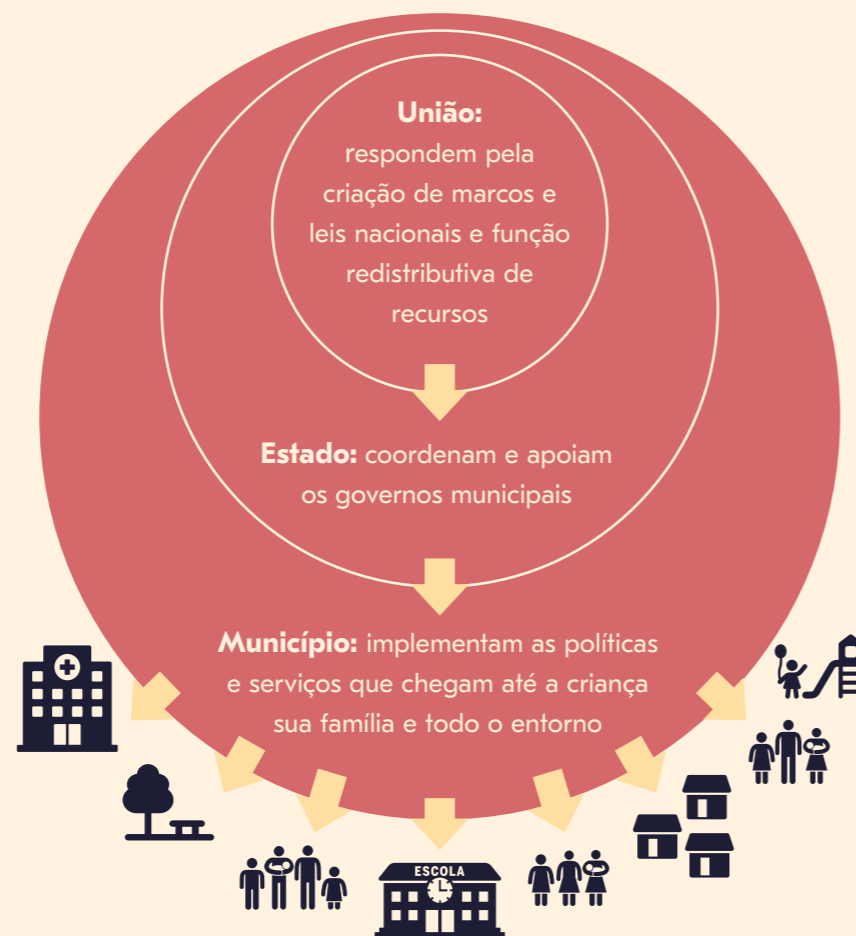 União:
respondem pela
criação de marcos e
leis nacionais e função
redistributiva de
recursos
Estado: coordenam e apoiam
os governos municipais
Município: implementam as políticas
e serviços que chegam até a criança
sua família e todo o entorno
ESCOLA